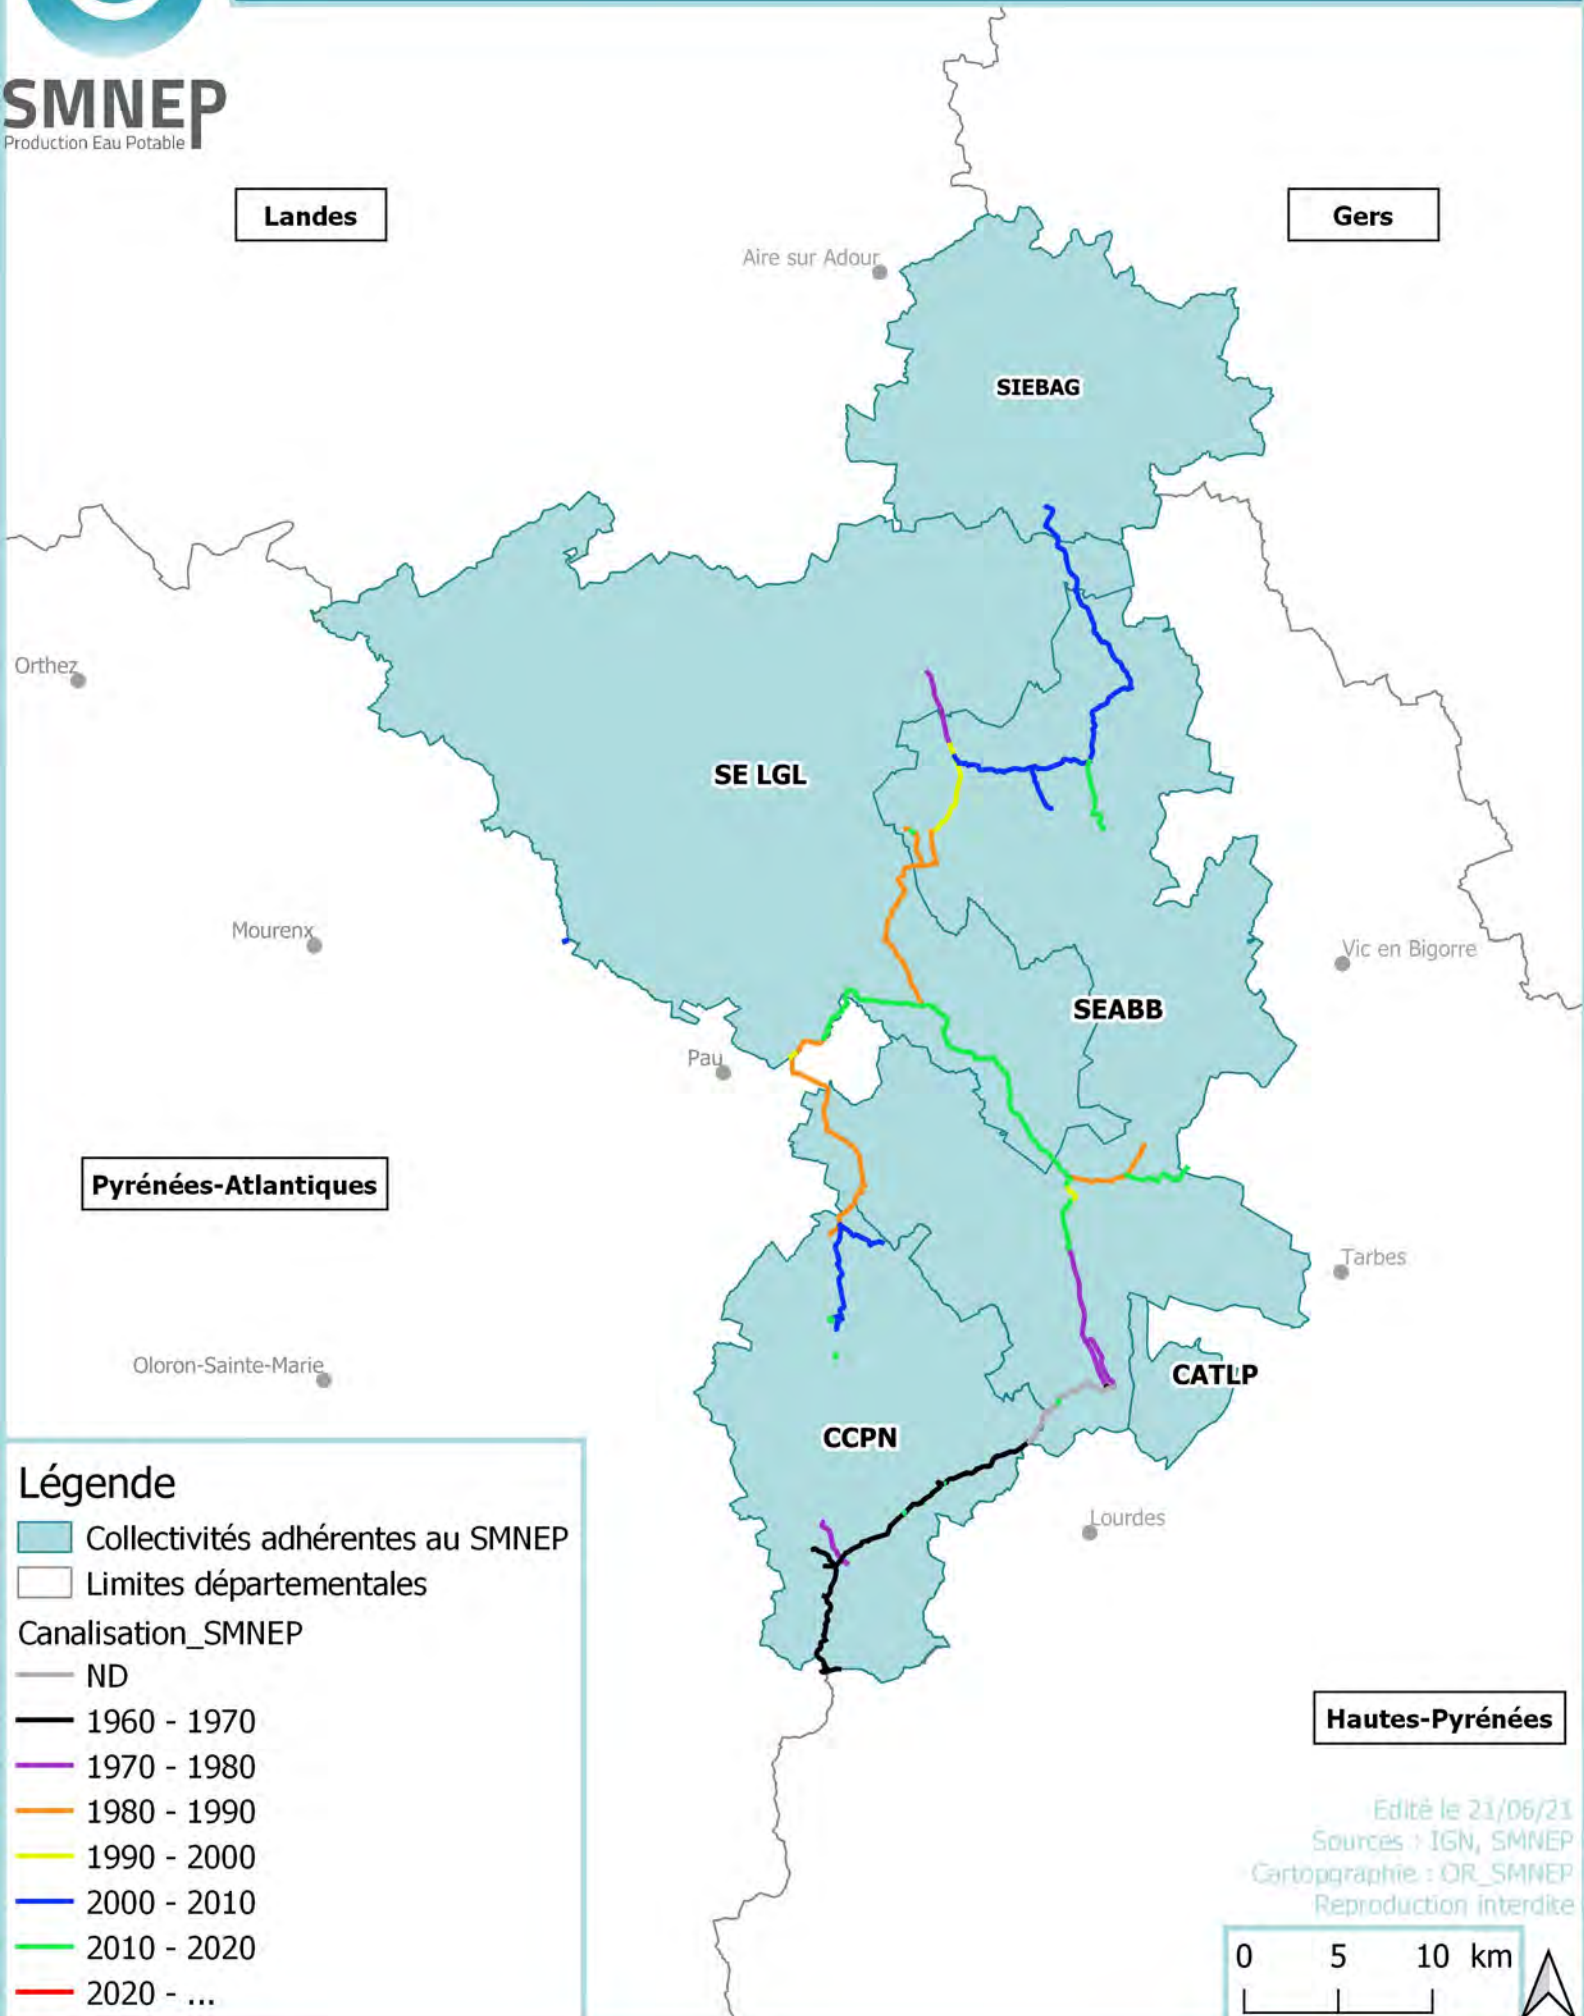 SMNEP
Production Eau Potable
Landes
Gers
Aire sur Adour
SIEBAG
Orthez
SE LGL
Mourenx
Vic en Bigorre
SEABB
Pau
Pyrénées-Atlantiques
Tarbes
Oloron-Sainte-Marie
CATLP
CCPN
Lourdes
Légende
Collectivités adhérentes au SMNEP
Limites départementales
Canalisation_SMNEP
ND
1960 - 1970
1970 - 1980
1980 - 1990
1990 - 2000
2000 - 2010
2010 - 2020
2020 - ...
Hautes-Pyrénées
Edité le 21/06/21
Sources : IGN, SMNEP
Cartopgraphie : OR_SMNEP
Reproduction interdite
0 5 10 km